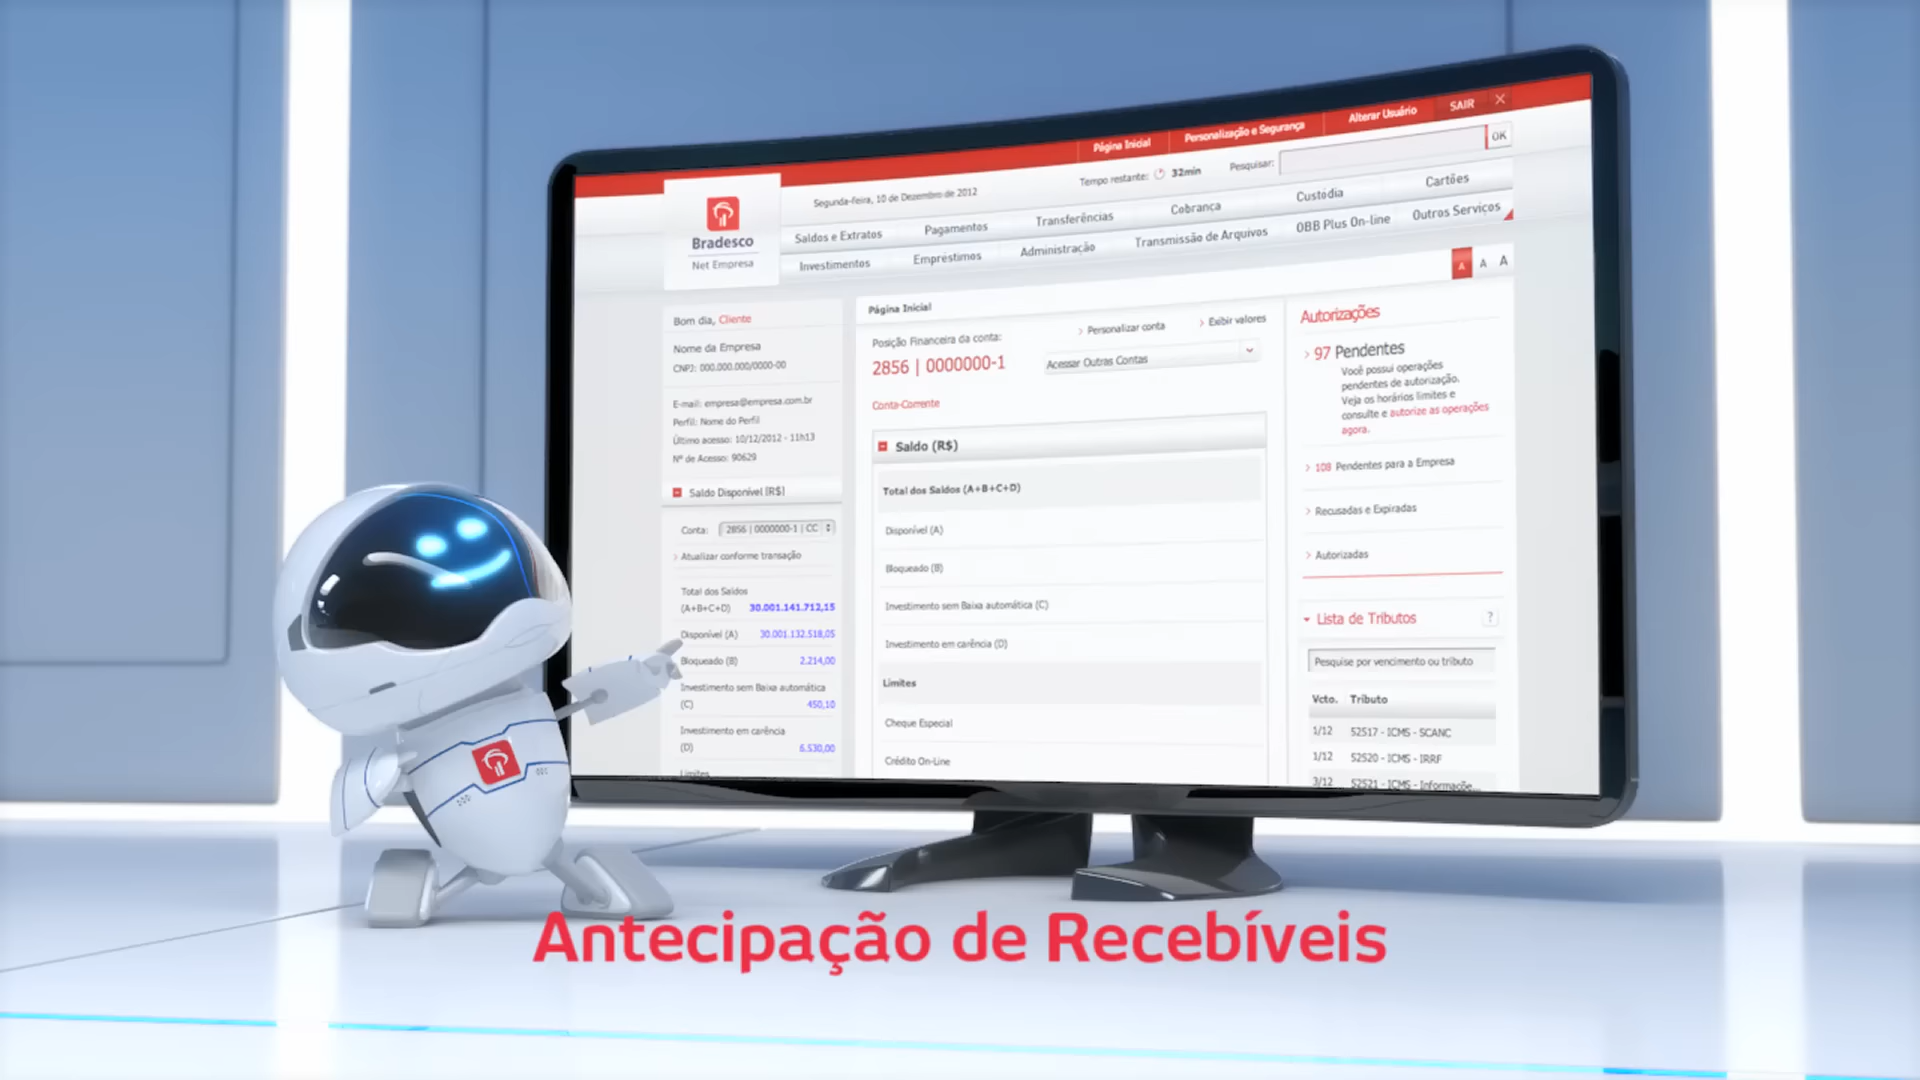 Página Inicial
Personalização e Segurança
Alterar Usuário
SAIR
Segunda-feira, 10 de Dezembro de 2012
Tempo restante: 32min
Pesquisar:
OK
Bradesco
Net Empresa
Saldos e Extratos
Pagamentos
Transferências
Cobrança
Custódia
Cartões
Investimentos
Empréstimos
Administração
Transmissão de Arquivos
OBB Plus On-line
Outros Serviços
A A A
Bom dia, Cliente
Nome da Empresa
CNPJ: 000.000.000/0000-00
E-mail: empresa@empresa.com.br
Perfil: Nome do Perfil
Último acesso: 10/12/2012 - 11h13
Nº de Acesso: 90629
Saldo Disponível (R$)
Conta: 2856 | 0000000-1 | CC
Atualizar conforme transação
Total dos Saldos
(A+B+C+D) 30.001.141.712,15
Disponível (A) 30.001.132.518,05
Bloqueado (B) 2.214,00
Investimento sem Baixa automática
(C) 450,10
Investimento em carência
(D) 6.530,00
Limites
Página Inicial
Posição Financeira da conta:
Personalizar conta
Exibir valores
2856 | 0000000-1
Acessar Outras Contas
Conta-Corrente
Saldo (R$)
Total dos Saldos (A+B+C+D)
Disponível (A)
Bloqueado (B)
Investimento sem Baixa automática (C)
Investimento em carência (D)
Limites
Cheque Especial
Crédito On-Line
Autorizações
97 Pendentes
Você possui operações
pendentes de autorização.
Veja os horários limites e
consulte e autorize as operações
agora.
108 Pendentes para a Empresa
Recusadas e Expiradas
Autorizadas
Lista de Tributos ?
Pesquise por vencimento ou tributo
Vcto. Tributo
1/12 52517 - ICMS - SCANC
1/12 52520 - ICMS - IRRF
3/12 52521 - ICMS - Informaçõe...
Antecipação de Recebíveis